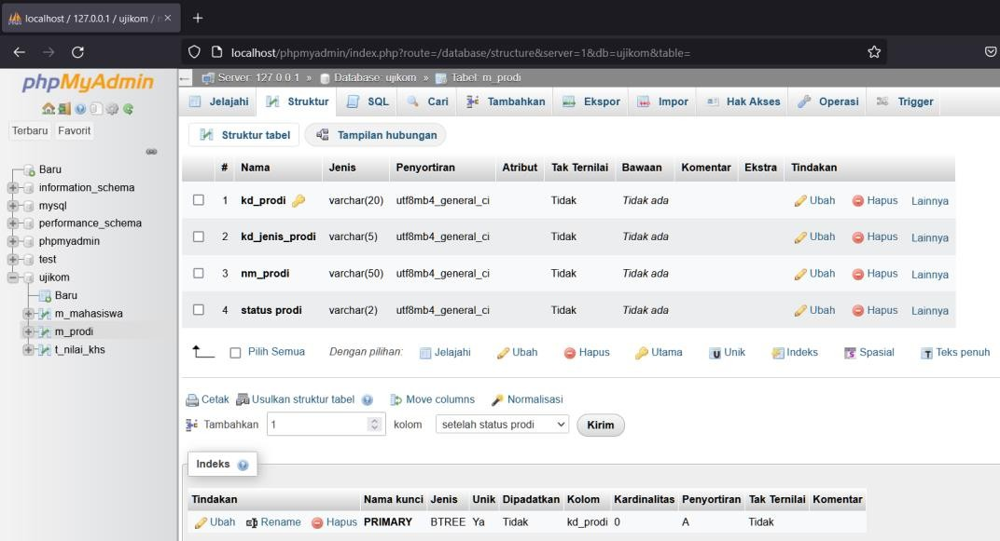 localhost / 127.0.0.1 / ujikom /
localhost/phpmyadmin/index.php?route=/database/structure&server=1&db=ujikom&table=
phpMyAdmin
Server: 127.0.0.1 » Database: ujikom » Tabel: m_prodi
Jelajahi Struktur SQL Cari Tambahkan Ekspor Impor Hak Akses Operasi Trigger
Terbaru Favorit
Baru
information_schema
mysql
performance_schema
phpmyadmin
test
ujikom
Baru
m_mahasiswa
m_prodi
t_nilai_khs
Struktur tabel Tampilan hubungan
# Nama Jenis Penyortiran Atribut Tak Ternilai Bawaan Komentar Ekstra Tindakan
1 kd_prodi varchar(20) utf8mb4_general_ci Tidak Tidak ada Ubah Hapus Lainnya
2 kd_jenis_prodi varchar(5) utf8mb4_general_ci Tidak Tidak ada Ubah Hapus Lainnya
3 nm_prodi varchar(50) utf8mb4_general_ci Tidak Tidak ada Ubah Hapus Lainnya
4 status prodi varchar(2) utf8mb4_general_ci Tidak Tidak ada Ubah Hapus Lainnya
Pilih Semua Dengan pilihan: Jelajahi Ubah Hapus Utama Unik Indeks Spasial Teks penuh
Cetak Usulkan struktur tabel Move columns Normalisasi
Tambahkan 1 kolom setelah status prodi Kirim
Indeks
Tindakan Nama kunci Jenis Unik Dipadatkan Kolom Kardinalitas Penyortiran Tak Ternilai Komentar
Ubah Rename Hapus PRIMARY BTREE Ya Tidak kd_prodi 0 A Tidak